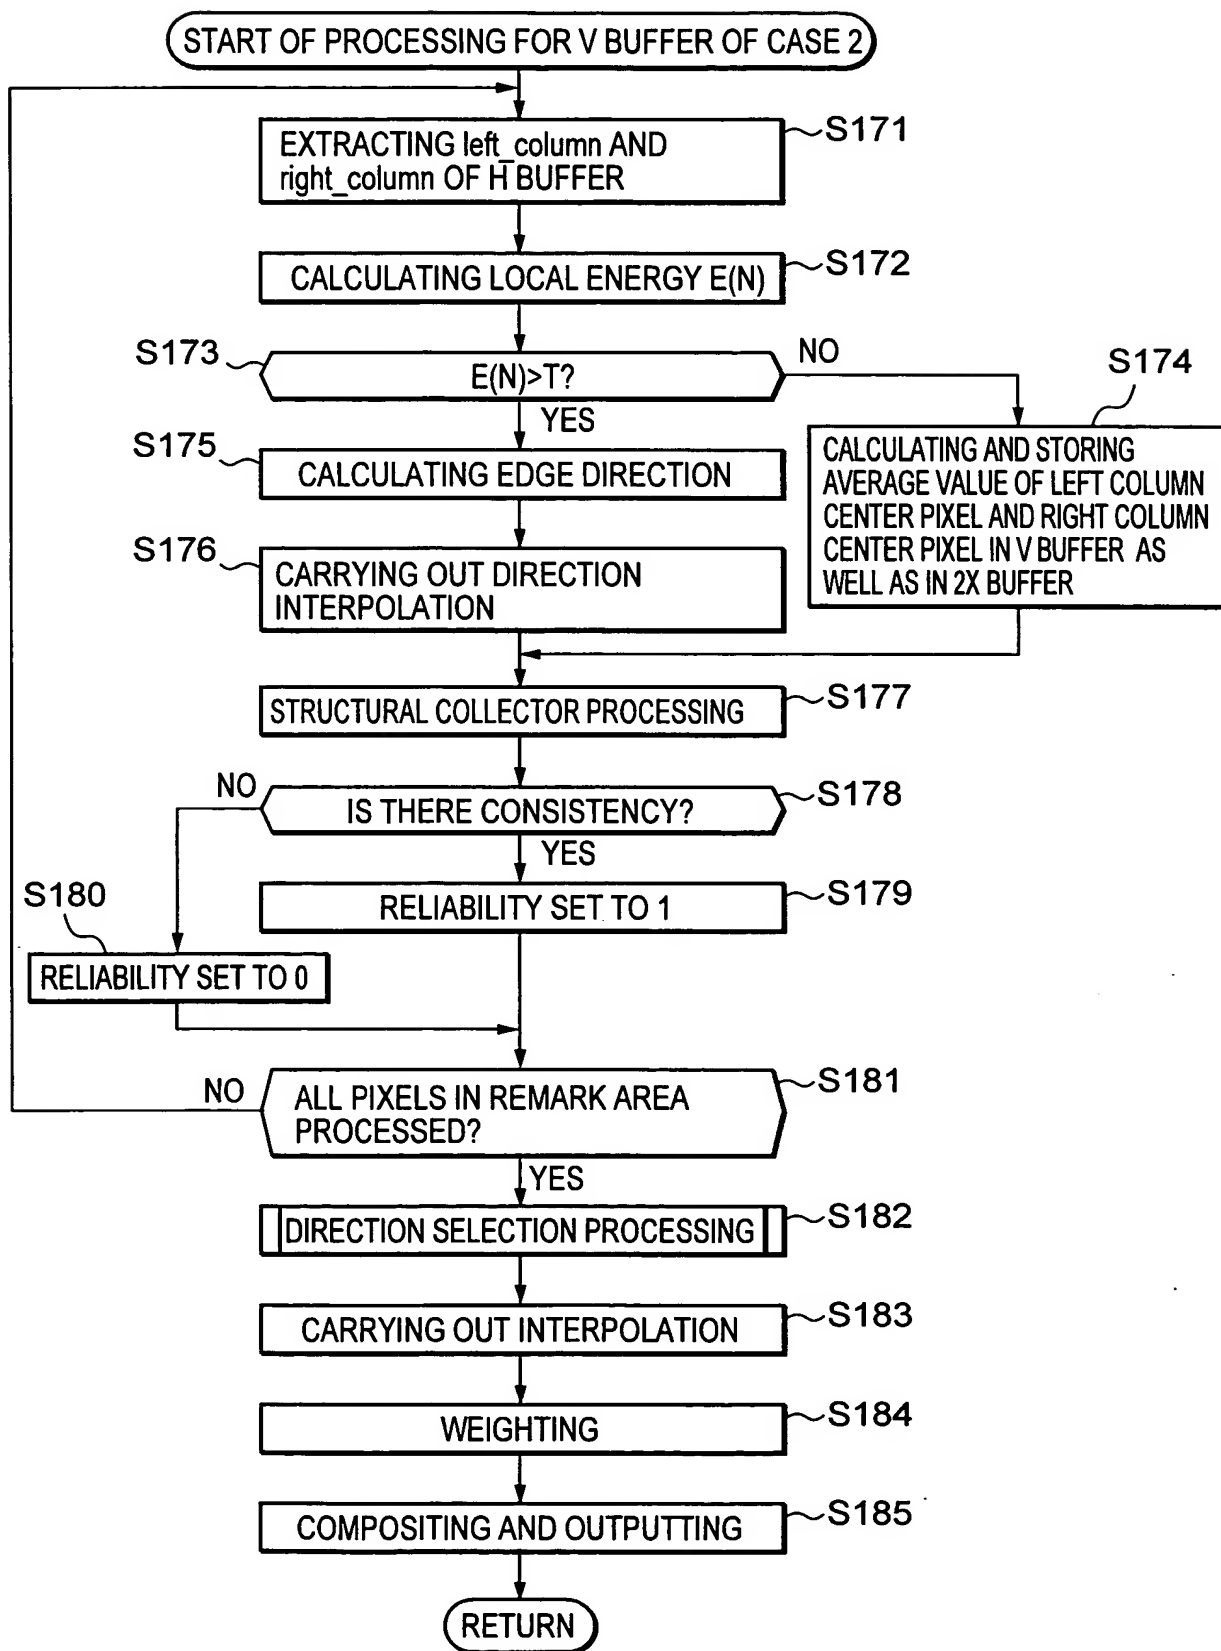 START OF PROCESSING FOR V BUFFER OF CASE 2
EXTRACTING left_column AND
right_column OF H BUFFER
S171
CALCULATING LOCAL ENERGY E(N)
S172
S173
E(N)>T?
NO
YES
S174
CALCULATING AND STORING
AVERAGE VALUE OF LEFT COLUMN
CENTER PIXEL AND RIGHT COLUMN
CENTER PIXEL IN V BUFFER AS
WELL AS IN 2X BUFFER
S175
CALCULATING EDGE DIRECTION
S176
CARRYING OUT DIRECTION
INTERPOLATION
STRUCTURAL COLLECTOR PROCESSING
S177
NO
IS THERE CONSISTENCY?
S178
YES
RELIABILITY SET TO 1
S179
S180
RELIABILITY SET TO 0
NO
ALL PIXELS IN REMARK AREA
PROCESSED?
S181
YES
DIRECTION SELECTION PROCESSING
S182
CARRYING OUT INTERPOLATION
S183
WEIGHTING
S184
COMPOSITING AND OUTPUTTING
S185
RETURN